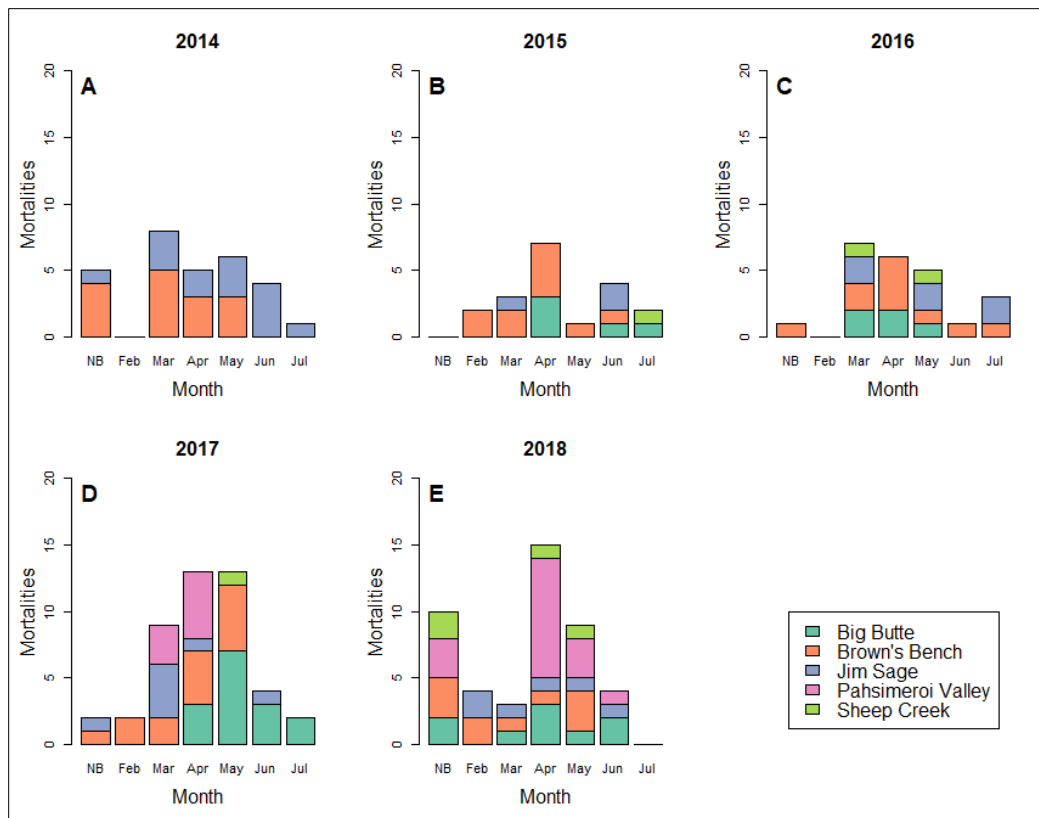 2014
2015
2016
A
B
C
Mortalities
Mortalities
Mortalities
20
15
10
5
0
20
15
10
5
0
20
15
10
5
0
NB Feb Mar Apr May Jun Jul
NB Feb Mar Apr May Jun Jul
NB Feb Mar Apr May Jun Jul
Month
Month
Month
2017
2018
D
E
Mortalities
Mortalities
20
15
10
5
0
20
15
10
5
0
NB Feb Mar Apr May Jun Jul
NB Feb Mar Apr May Jun Jul
Month
Month
Big Butte
Brown's Bench
Jim Sage
Pahsimeroi Valley
Sheep Creek